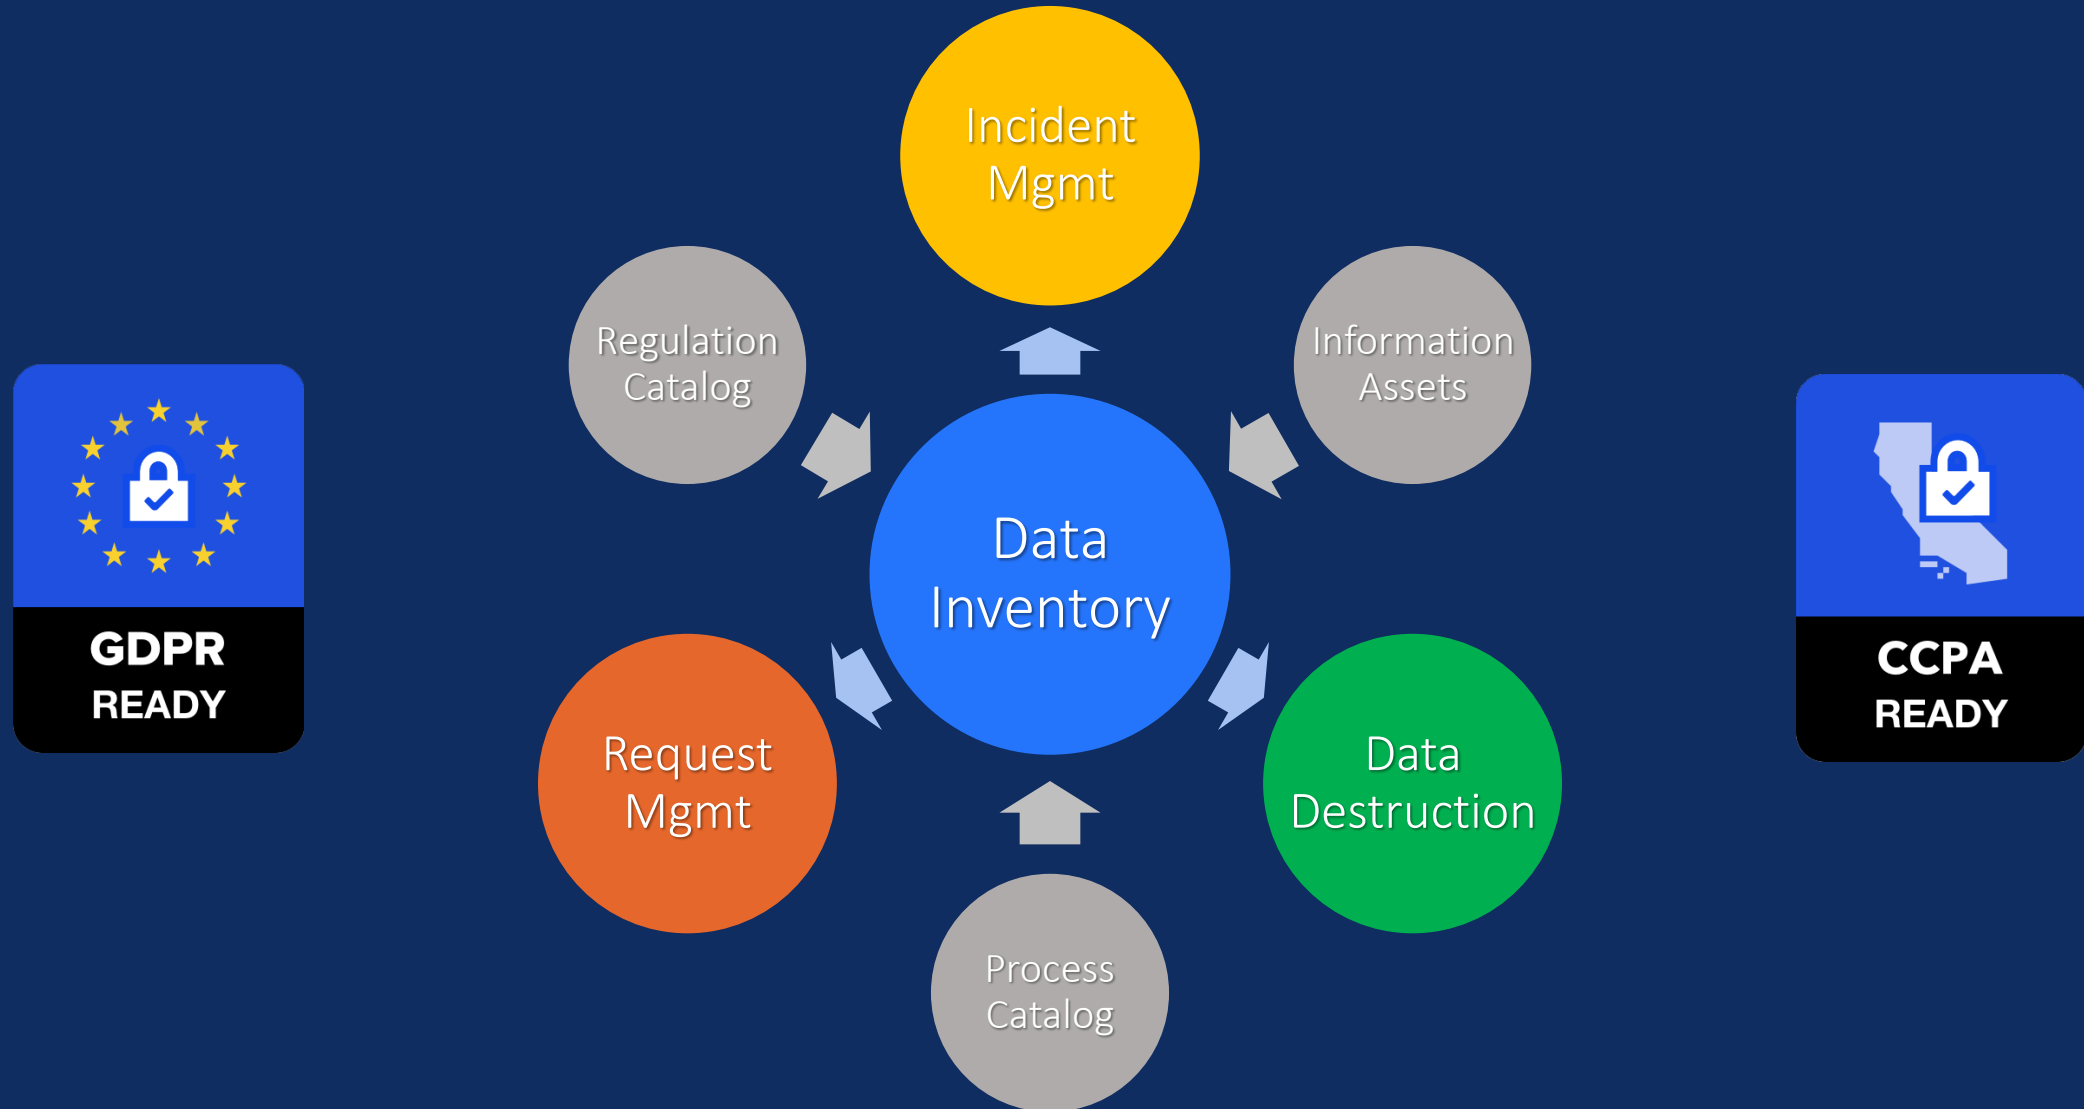 Incident
Mgmt
Regulation
Catalog
Information
Assets
Data
Inventory
GDPR
READY
CCPA
READY
Request
Mgmt
Data
Destruction
Process
Catalog